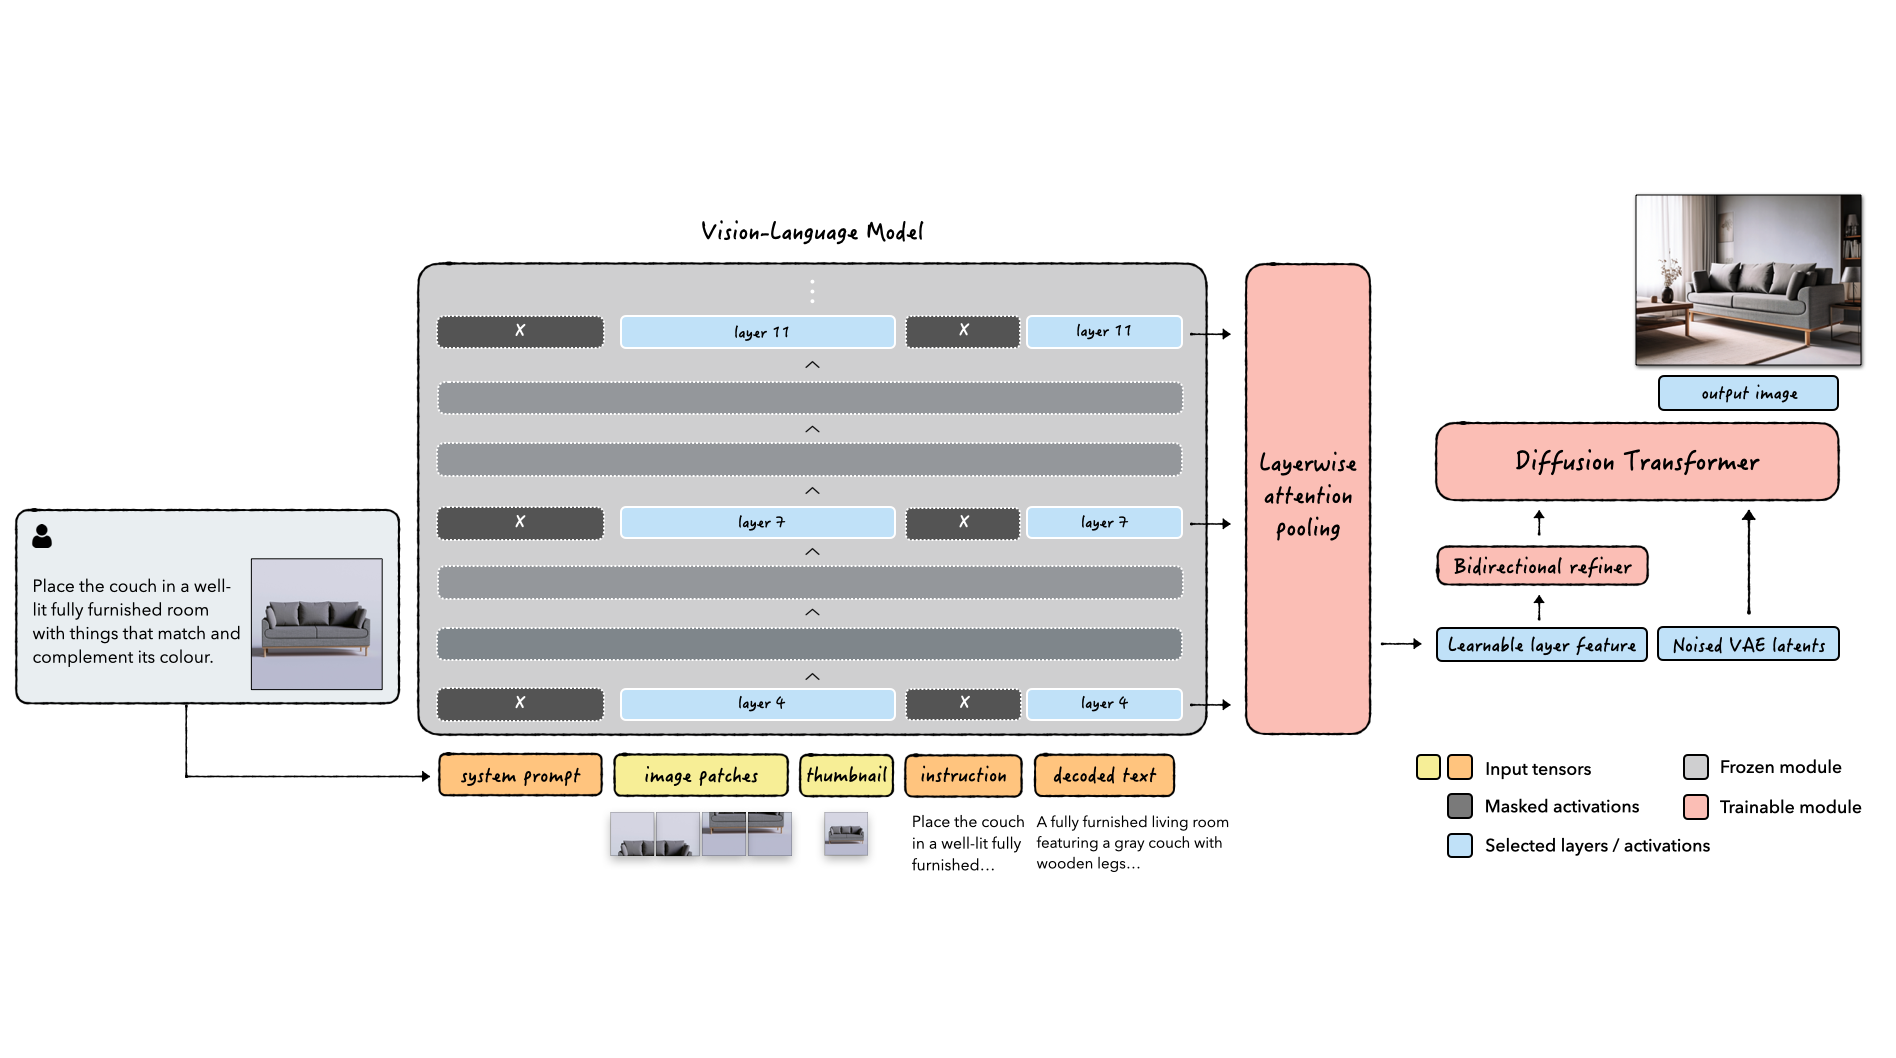 Vision-Language Model
X
layer 11
X
layer 11
X
layer 7
X
layer 7
X
layer 4
X
layer 4
Place the couch in a well-
lit fully furnished room
with things that match and
complement its colour.
system prompt
image patches
thumbnail
instruction
decoded text
Place the couch
in a well-lit fully
furnished...
A fully furnished living room
featuring a gray couch with
wooden legs...
Layerwise
attention
pooling
output image
Diffusion Transformer
Bidirectional refiner
Learnable layer feature
Noised VAE latents
Input tensors
Masked activations
Selected layers / activations
Frozen module
Trainable module